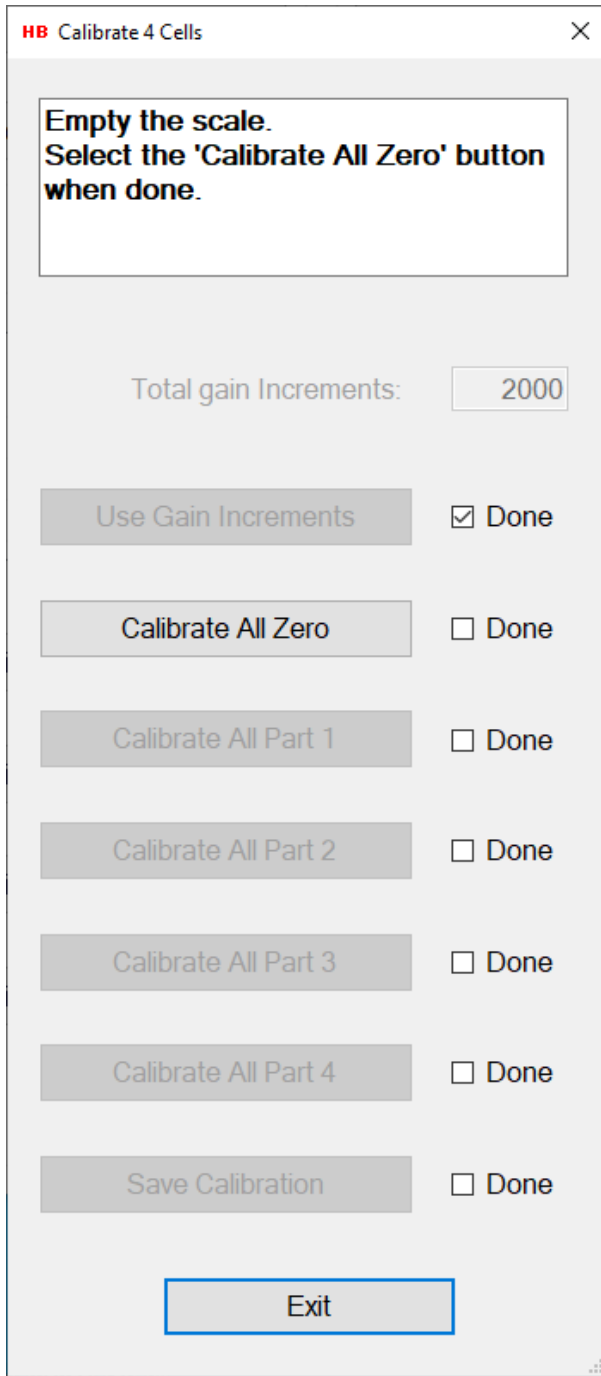 HB Calibrate 4 Cells
Empty the scale.
Select the 'Calibrate All Zero' button
when done.
Total gain Increments: 2000
Use Gain Increments Done
Calibrate All Zero Done
Calibrate All Part 1 Done
Calibrate All Part 2 Done
Calibrate All Part 3 Done
Calibrate All Part 4 Done
Save Calibration Done
Exit